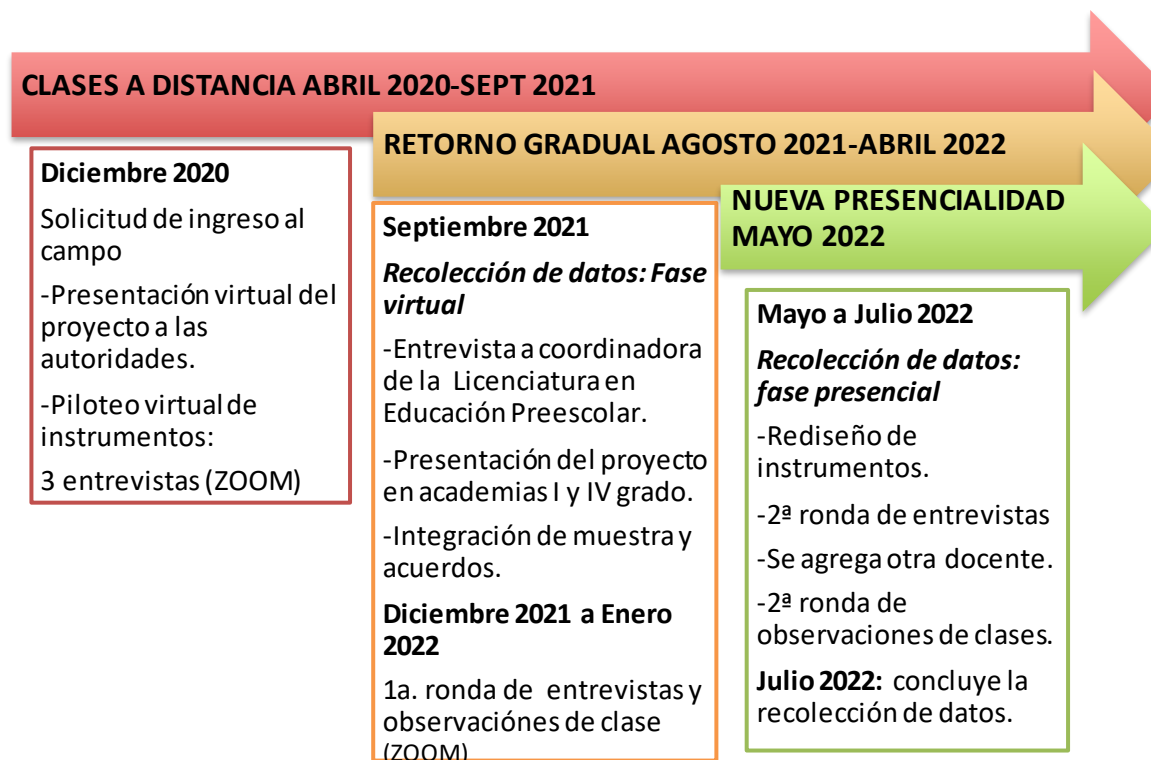 CLASES A DISTANCIA ABRIL 2020-SEPT 2021
RETORNO GRADUAL AGOSTO 2021-ABRIL 2022
NUEVA PRESENCIALIDAD
MAYO 2022
Diciembre 2020
Solicitud de ingreso al
campo
-Presentación virtual del
proyecto a las
autoridades.
-Piloteo virtual de
instrumentos:
3 entrevistas (ZOOM)
Septiembre 2021
Recolección de datos: Fase
virtual
-Entrevista a coordinadora
de la Licenciatura en
Educación Preescolar.
-Presentación del proyecto
en academias I y IV grado.
-Integración de muestra y
acuerdos.
Diciembre 2021 a Enero
2022
1a. ronda de entrevistas y
observaciónes de clase
(ZOOM)
Mayo a Julio 2022
Recolección de datos:
fase presencial
-Rediseño de
instrumentos.
-2ª ronda de entrevistas
-Se agrega otra docente.
-2ª ronda de
observaciones de clases.
Julio 2022: concluye la
recolección de datos.